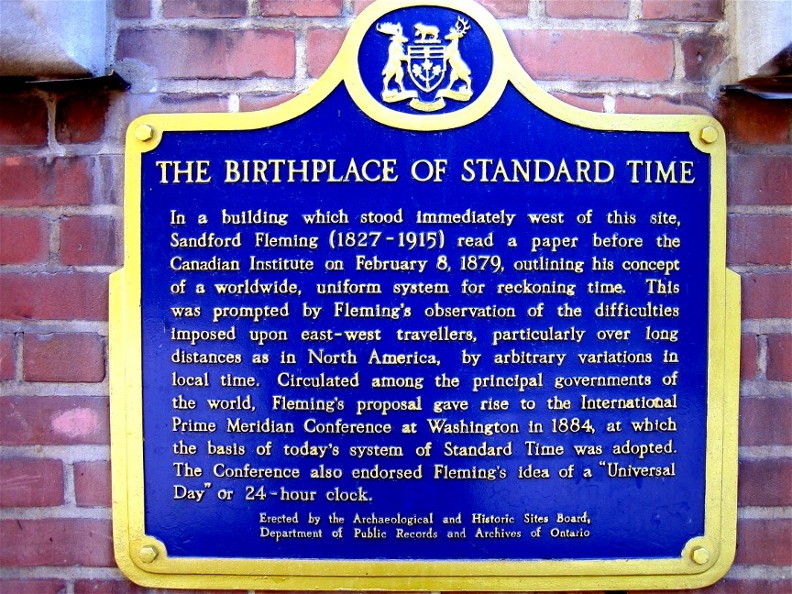 THE BIRTHPLACE OF STANDARD TIME
In a building which stood immediately west of this site,
Sandford Fleming (1827-1915) read a paper before the
Canadian Institute on February 8, 1879, outlining his concept
of a worldwide, uniform system for reckoning time. This
was prompted by Fleming's observation of the difficulties
imposed upon east-west travellers, particularly over long
distances as in North America, by arbitrary variations in
local time. Circulated among the principal governments of
the world, Fleming's proposal gave rise to the International
Prime Meridian Conference at Washington in 1884, at which
the basis of today's system of Standard Time was adopted.
The Conference also endorsed Fleming's idea of a "Universal
Day" or 24-hour clock.
Erected by the Archaeological and Historic Sites Board,
Department of Public Records and Archives of Ontario